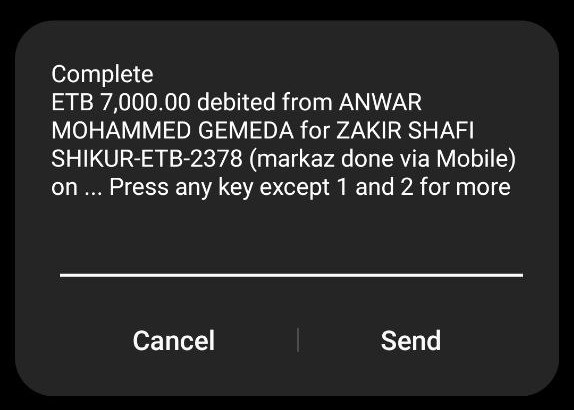 Complete
ETB 7,000.00 debited from ANWAR
MOHAMMED GEMEDA for ZAKIR SHAFI
SHIKUR-ETB-2378 (markaz done via Mobile)
on ... Press any key except 1 and 2 for more
Cancel
Send